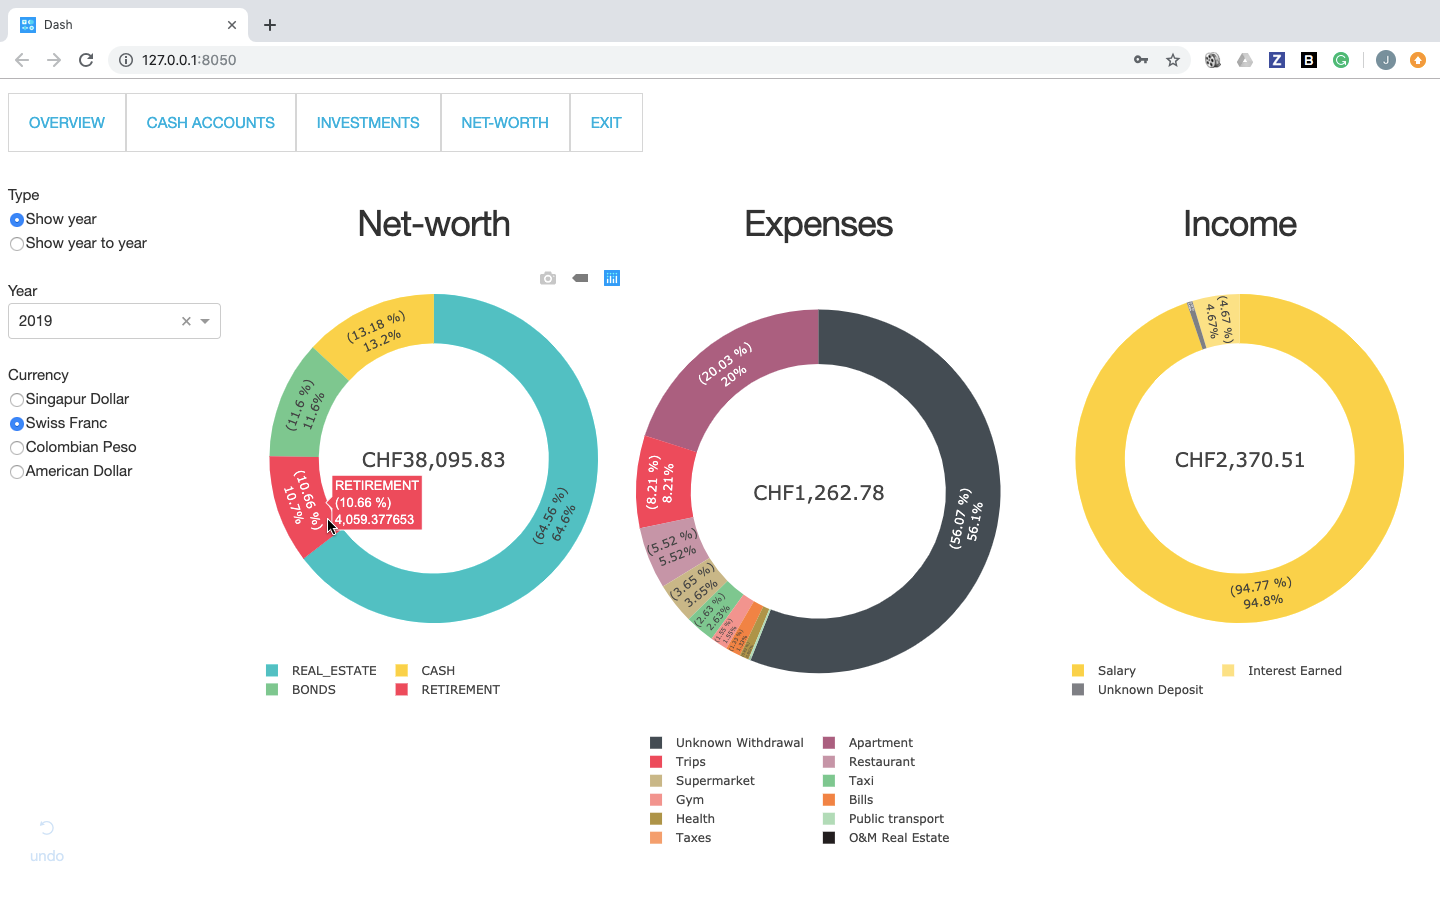 Dash
127.0.0.1:8050
Z
B
G
J
OVERVIEW
CASH ACCOUNTS
INVESTMENTS
NET-WORTH
EXIT
Type
Show year
Show year to year
Year
2019
Currency
Singapur Dollar
Swiss Franc
Colombian Peso
American Dollar
undo
Net-worth
(13.18 %)
13.2%
(11.6 %)
11.6%
(10.66 %)
10.7%
(64.56 %)
64.6%
CHF38,095.83
RETIREMENT
(10.66 %)
4,059.377653
REAL_ESTATE
CASH
BONDS
RETIREMENT
Expenses
(20.03 %)
20%
(8.21 %)
8.21%
(5.52 %)
5.52%
(3.65 %)
3.65%
(2.63 %)
2.63%
(1.55 %)
1.55%
(56.07 %)
56.1%
CHF1,262.78
Unknown Withdrawal
Apartment
Trips
Restaurant
Supermarket
Taxi
Gym
Bills
Health
Public transport
Taxes
O&M Real Estate
Income
(4.67 %)
4.67%
CHF2,370.51
(94.77 %)
94.8%
Salary
Interest Earned
Unknown Deposit